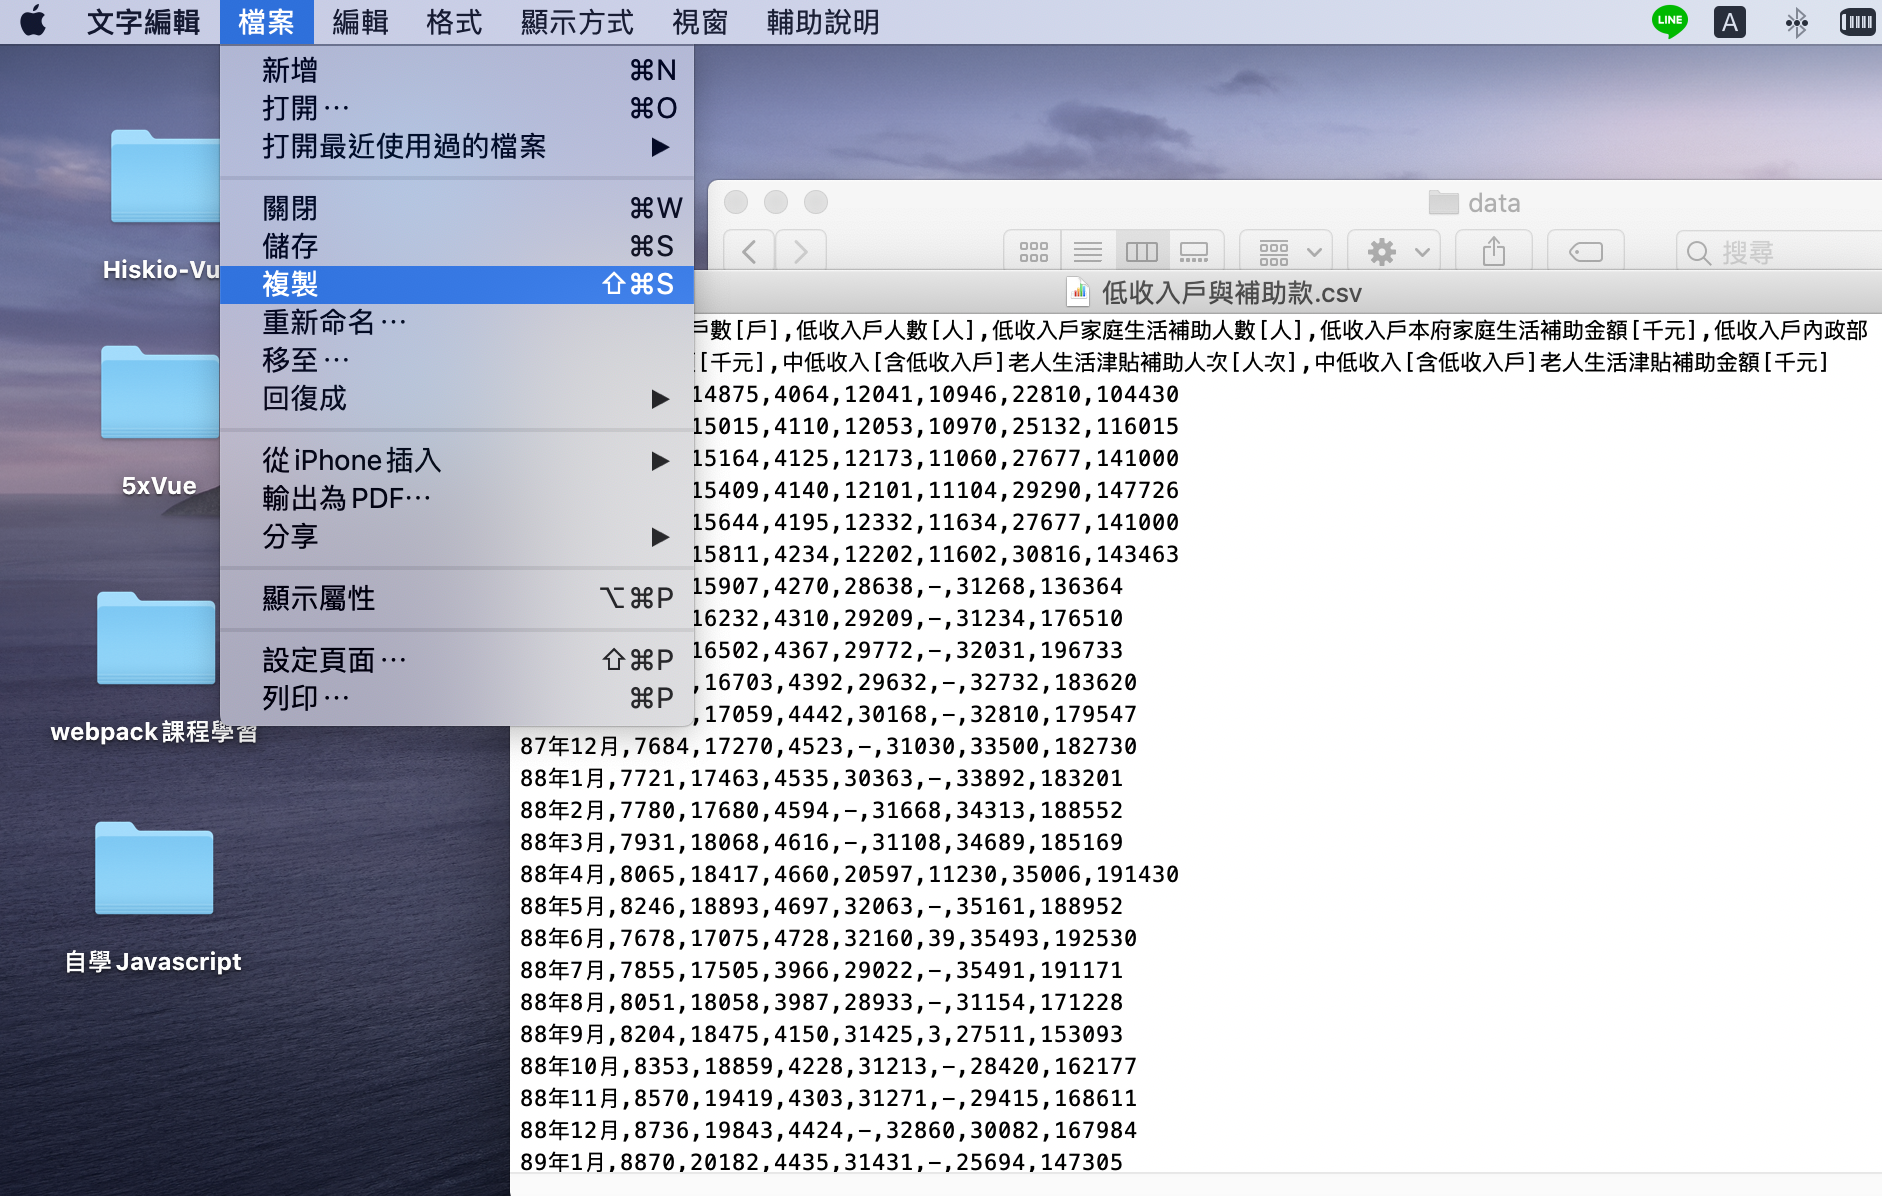 文字編輯 檔案 編輯 格式 顯示方式 視窗 輔助說明 LINE A
新增 ⌘N
打開⋯ ⌘O
打開最近使用過的檔案 ▶
關閉 ⌘W
儲存 ⌘S
複製 ⇧⌘S
重新命名⋯
移至⋯
回復成 ▶
從 iPhone 插入 ▶
輸出為 PDF⋯
分享 ▶
顯示屬性 ⌥⌘P
設定頁面⋯ ⇧⌘P
列印⋯ ⌘P
Hiskio-Vu
5xVue
webpack 課程學習
自學 Javascript
data
搜尋
低收入戶與補助款.csv
戶數[戶],低收入戶人數[人],低收入戶家庭生活補助人數[人],低收入戶本府家庭生活補助金額[千元],低收入戶內政部
[千元],中低收入[含低收入戶]老人生活津貼補助人次[人次],中低收入[含低收入戶]老人生活津貼補助金額[千元]
14875,4064,12041,10946,22810,104430
15015,4110,12053,10970,25132,116015
15164,4125,12173,11060,27677,141000
15409,4140,12101,11104,29290,147726
15644,4195,12332,11634,27677,141000
15811,4234,12202,11602,30816,143463
15907,4270,28638,-,31268,136364
16232,4310,29209,-,31234,176510
16502,4367,29772,-,32031,196733
,16703,4392,29632,-,32732,183620
,17059,4442,30168,-,32810,179547
87年12月,7684,17270,4523,-,31030,33500,182730
88年1月,7721,17463,4535,30363,-,33892,183201
88年2月,7780,17680,4594,-,31668,34313,188552
88年3月,7931,18068,4616,-,31108,34689,185169
88年4月,8065,18417,4660,20597,11230,35006,191430
88年5月,8246,18893,4697,32063,-,35161,188952
88年6月,7678,17075,4728,32160,39,35493,192530
88年7月,7855,17505,3966,29022,-,35491,191171
88年8月,8051,18058,3987,28933,-,31154,171228
88年9月,8204,18475,4150,31425,3,27511,153093
88年10月,8353,18859,4228,31213,-,28420,162177
88年11月,8570,19419,4303,31271,-,29415,168611
88年12月,8736,19843,4424,-,32860,30082,167984
89年1月,8870,20182,4435,31431,-,25694,147305